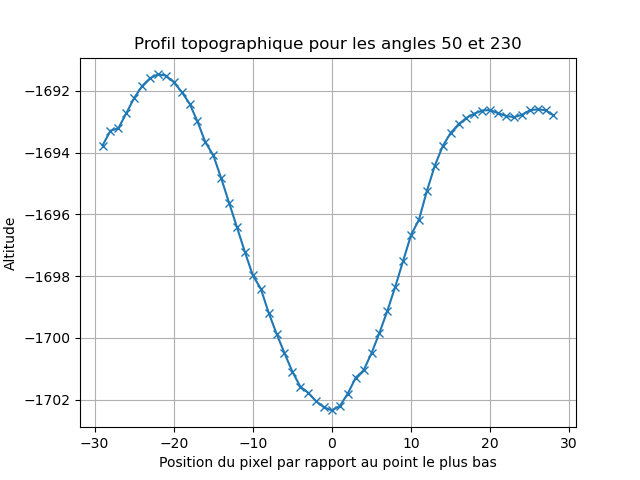 Profil topographique pour les angles 50 et 230
Altitude
−1692
−1694
−1696
−1698
−1700
−1702
−30 −20 −10 0 10 20 30
Position du pixel par rapport au point le plus bas